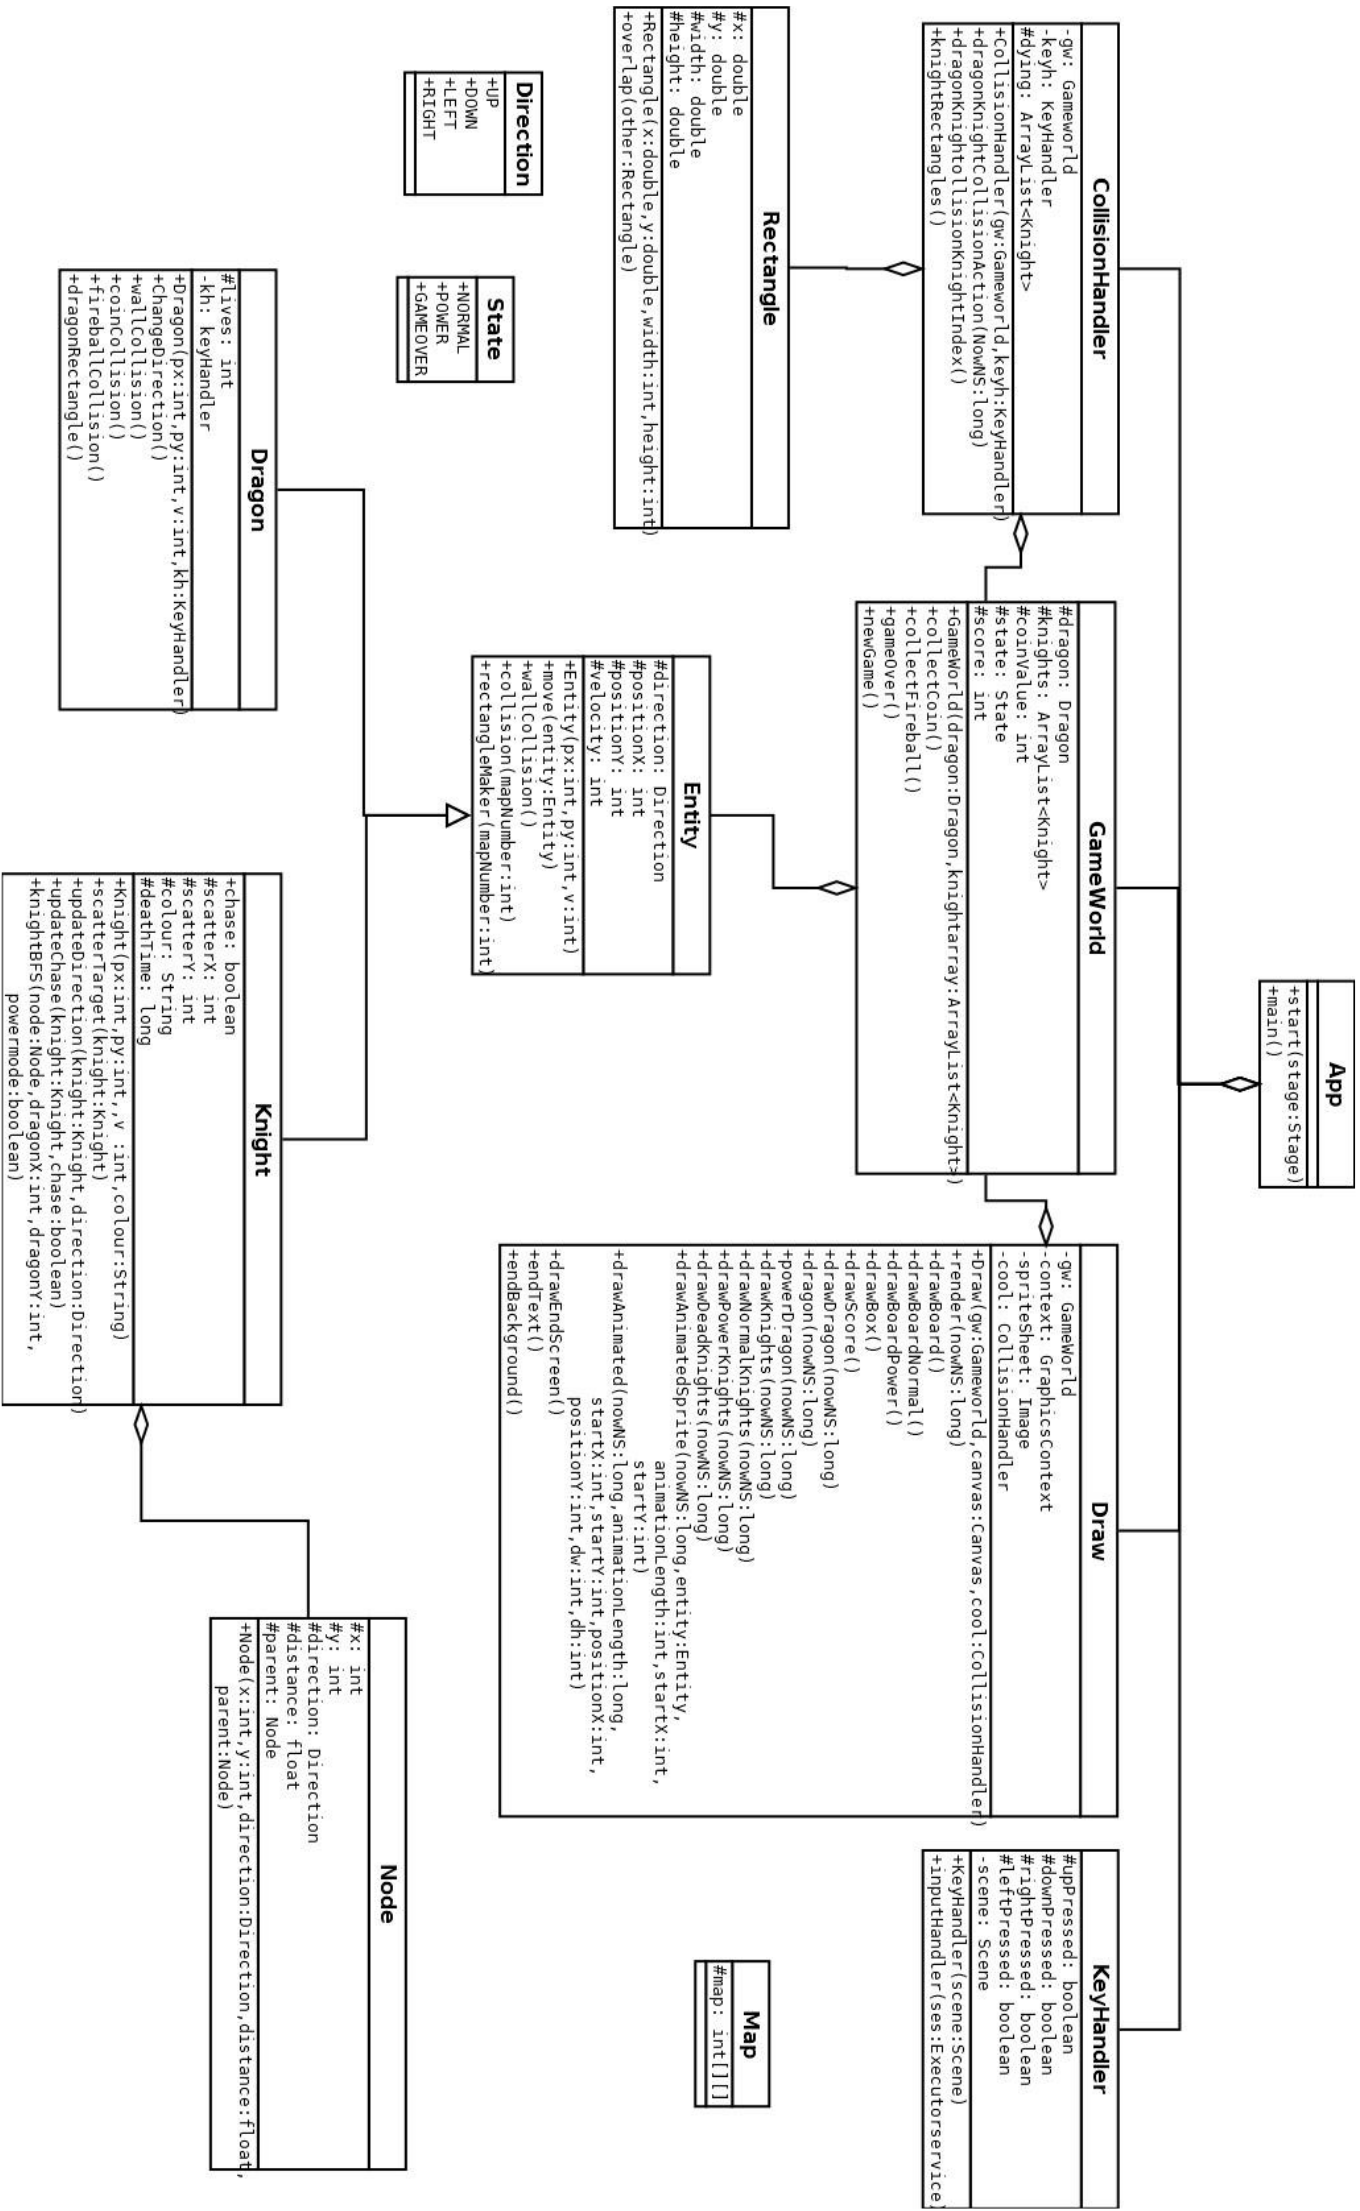 App
+start(stage:Stage)
+main()
CollisionHandler
-gw: Gameworld
-keyh: KeyHandler
#dying: ArrayList<Knight>
+CollisionHandler(gw:Gameworld,keyh:KeyHandler)
+dragonKnightCollisionAction(NowNS:long)
+dragonKnightollisionKnightIndex()
+knightRectangles()
GameWorld
#dragon: Dragon
#knights: ArrayList<Knight>
#coinValue: int
#state: State
#score: int
+GameWorld(dragon:Dragon,knightarray:ArrayList<Knight>)
+collectCoin()
+collectFireball()
+gameOver()
+newGame()
Draw
-gw: GameWorld
-context: GraphicsContext
-spriteSheet: Image
-cool: CollisionHandler
+Draw(gw:Gameworld,canvas:Canvas,cool:CollisionHandler)
+render(nowNS:long)
+drawBoard()
+drawBoardNormal()
+drawBoardPower()
+drawBox()
+drawScore()
+drawDragon(nowNS:long)
+dragon(nowNS:long)
+powerDragon(nowNS:long)
+drawKnights(nowNS:long)
+drawNormalKnights(nowNS:long)
+drawPowerKnights(nowNS:long)
+drawDeadKnights(nowNS:long)
+drawAnimatedSprite(nowNS:long,entity:Entity,
animationLength:int,startX:int,
startY:int)
+drawAnimated(nowNS:long,animationLength:long,
startX:int,startY:int,positionX:int,
positionY:int,dw:int,dh:int)
+drawEndScreen()
+endText()
+endBackground()
KeyHandler
#upPressed: boolean
#downPressed: boolean
#rightPressed: boolean
#leftPressed: boolean
-scene: Scene
+KeyHandler(scene:Scene)
+inputHandler(ses:Executorservice)
Rectangle
#x: double
#y: double
#width: double
#height: double
+Rectangle(x:double,y:double,width:int,height:int)
+overlap(other:Rectangle)
Entity
#direction: Direction
#positionX: int
#positionY: int
#velocity: int
+Entity(px:int,py:int,v:int)
+move(entity:Entity)
+wallCollision()
+collision(mapNumber:int)
+rectangleMaker(mapNumber:int)
Map
#map: int[][]
Direction
+UP
+DOWN
+LEFT
+RIGHT
State
+NORMAL
+POWER
+GAMEOVER
Dragon
#lives: int
-kh: keyHandler
+Dragon(px:int,py:int,v:int,kh:KeyHandler)
+ChangeDirection()
+wallCollision()
+coinCollision()
+fireballCollision()
+dragonRectangle()
Knight
+chase: boolean
#scatterX: int
#scatterY: int
#colour: String
#deathTime: long
+Knight(px:int,py:int,,v :int,colour:String)
+scatterTarget(knight:Knight)
+updateDirection(knight:Knight,direction:Direction)
+updateChase(knight:Knight,chase:boolean)
+knightBFS(node:Node,dragonX:int,dragonY:int,
powermode:boolean)
Node
#x: int
#y: int
#direction: Direction
#distance: float
#parent: Node
+Node(x:int,y:int,direction:Direction,distance:float,
parent:Node)